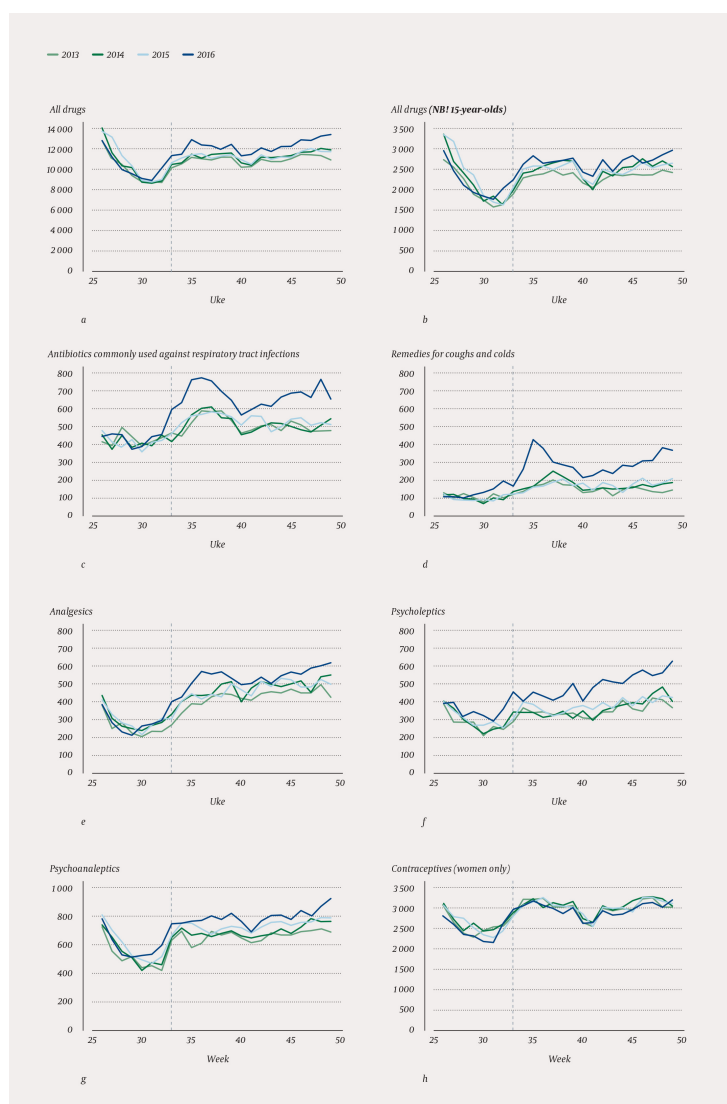 2013 2014 2015 2016
All drugs
14 000
12 000
10 000
8 000
6 000
4 000
2 000
0
25 30 35 40 45 50
Uke
a
All drugs (NB! 15-year-olds)
3 500
3 000
2 500
2 000
1 500
1 000
500
0
25 30 35 40 45 50
Uke
b
Antibiotics commonly used against respiratory tract infections
800
700
600
500
400
300
200
100
0
25 30 35 40 45 50
Uke
c
Remedies for coughs and colds
800
700
600
500
400
300
200
100
0
25 30 35 40 45 50
Uke
d
Analgesics
800
700
600
500
400
300
200
100
0
25 30 35 40 45 50
Uke
e
Psycholeptics
800
700
600
500
400
300
200
100
0
25 30 35 40 45 50
Uke
f
Psychoanaleptics
1 000
800
600
400
200
0
25 30 35 40 45 50
Week
g
Contraceptives (women only)
3 500
3 000
2 500
2 000
1 500
1 000
500
0
25 30 35 40 45 50
Week
h